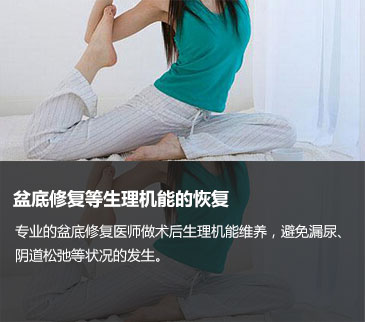 盆底修复等生理机能的恢复
专业的盆底修复医师做术后生理机能维养，避免漏尿、
阴道松弛等状况的发生。